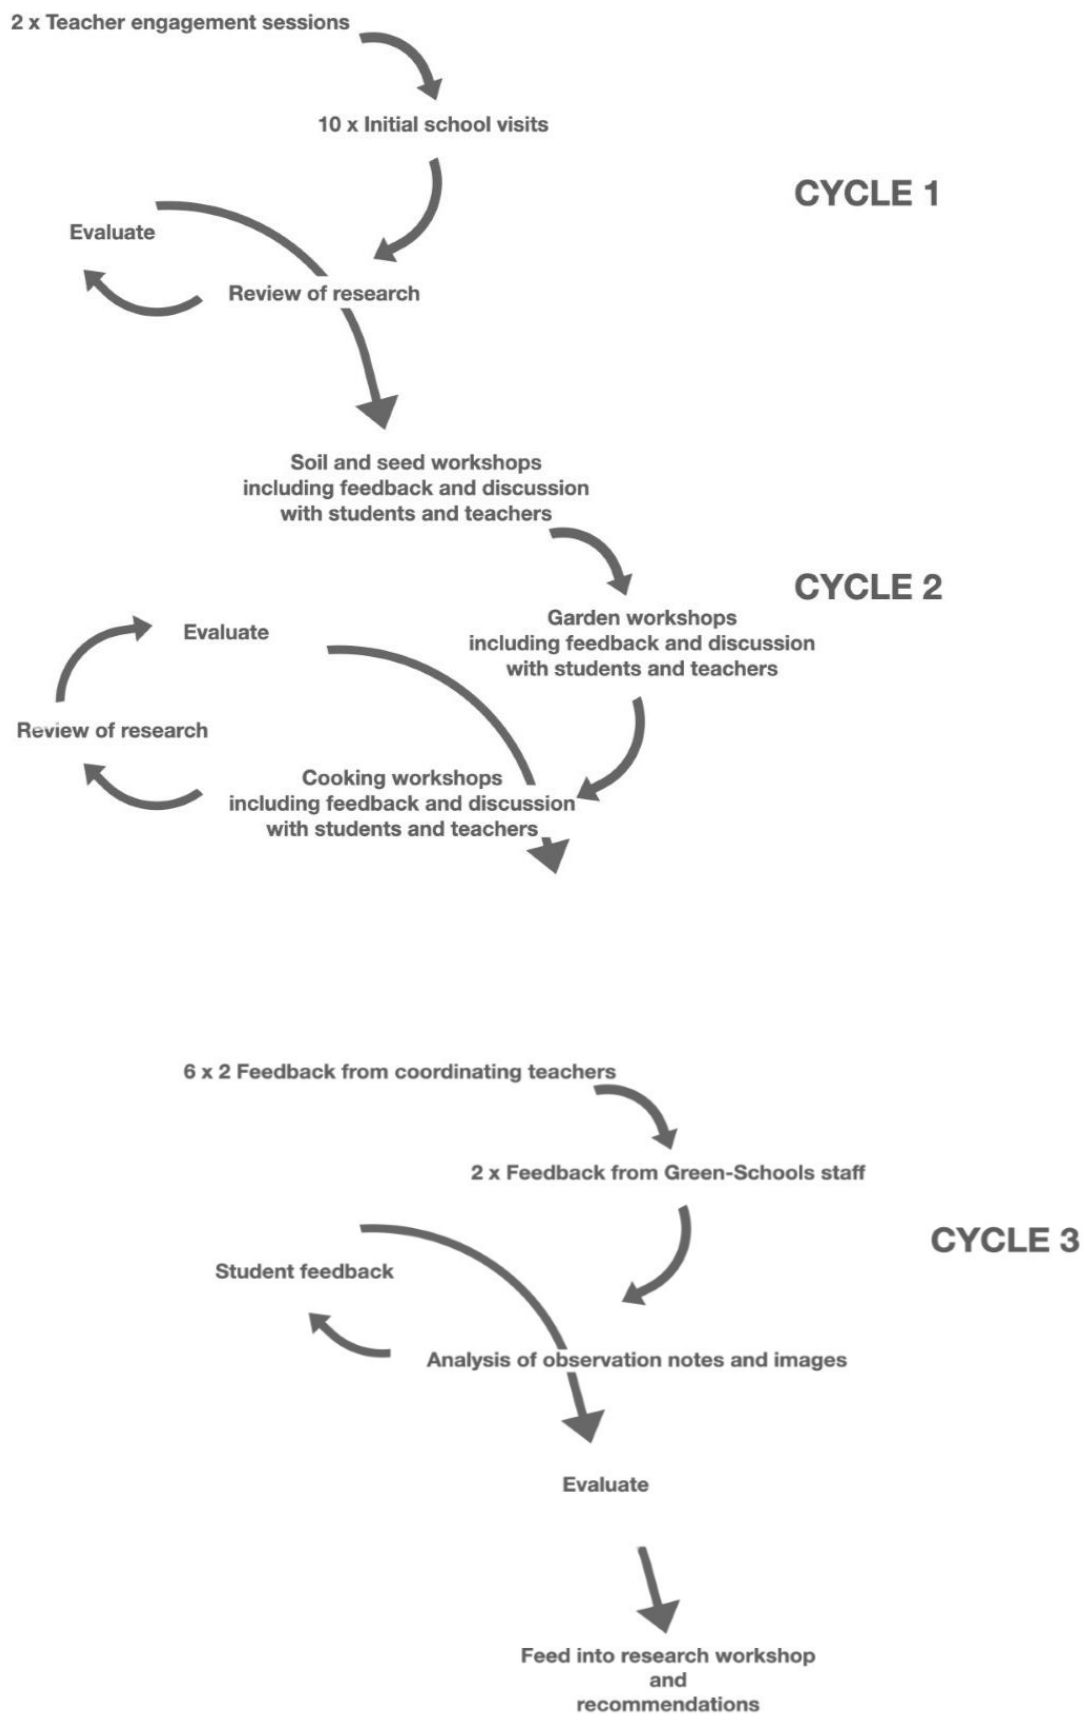 2 x Teacher engagement sessions
10 x Initial school visits
CYCLE 1
Evaluate
Review of research
Soil and seed workshops
including feedback and discussion
with students and teachers
CYCLE 2
Garden workshops
including feedback and discussion
with students and teachers
Evaluate
Review of research
Cooking workshops
including feedback and discussion
with students and teachers
6 x 2 Feedback from coordinating teachers
2 x Feedback from Green-Schools staff
CYCLE 3
Student feedback
Analysis of observation notes and images
Evaluate
Feed into research workshop
and
recommendations